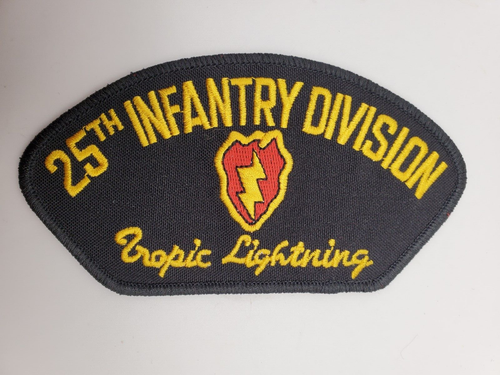 25TH INFANTRY DIVISION
Tropic Lightning